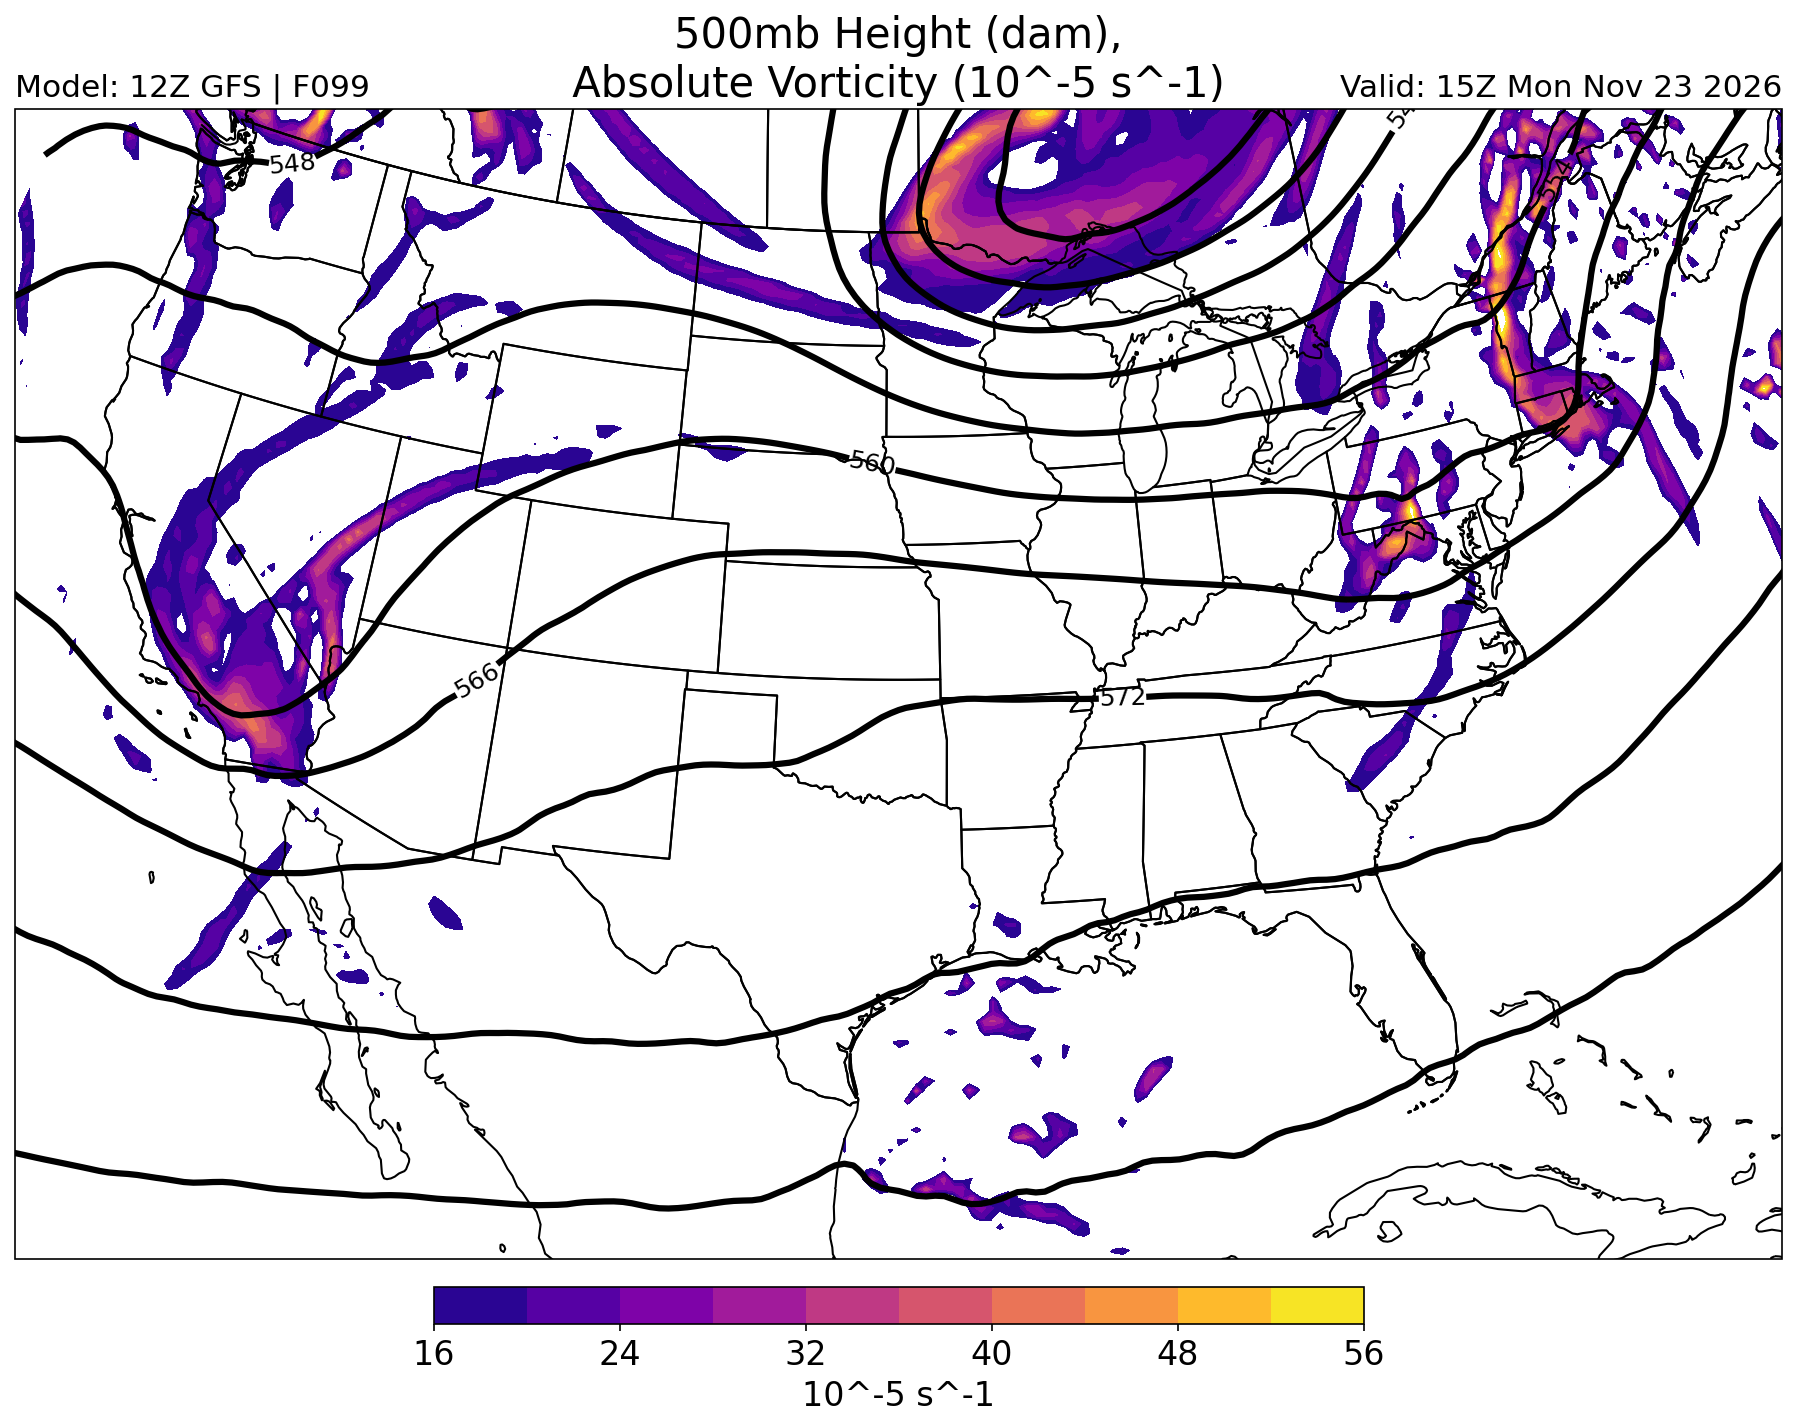 500mb Height (dam),
Model: 12Z GFS | F099
Absolute Vorticity (10^-5 s^-1)
Valid: 15Z Mon Nov 23 2026
548
554
560
566
572
16 24 32 40 48 56
10^-5 s^-1